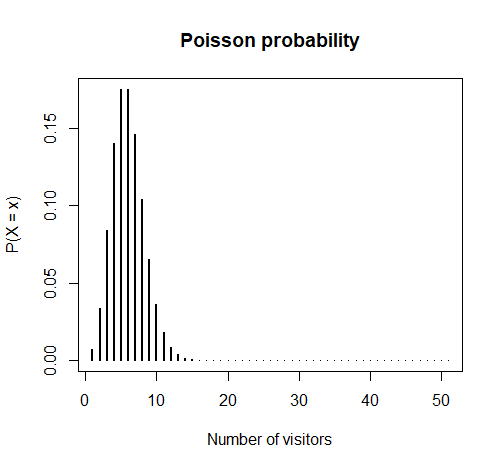 Poisson probability
P(X = x)
0.15
0.10
0.05
0.00
0 10 20 30 40 50
Number of visitors